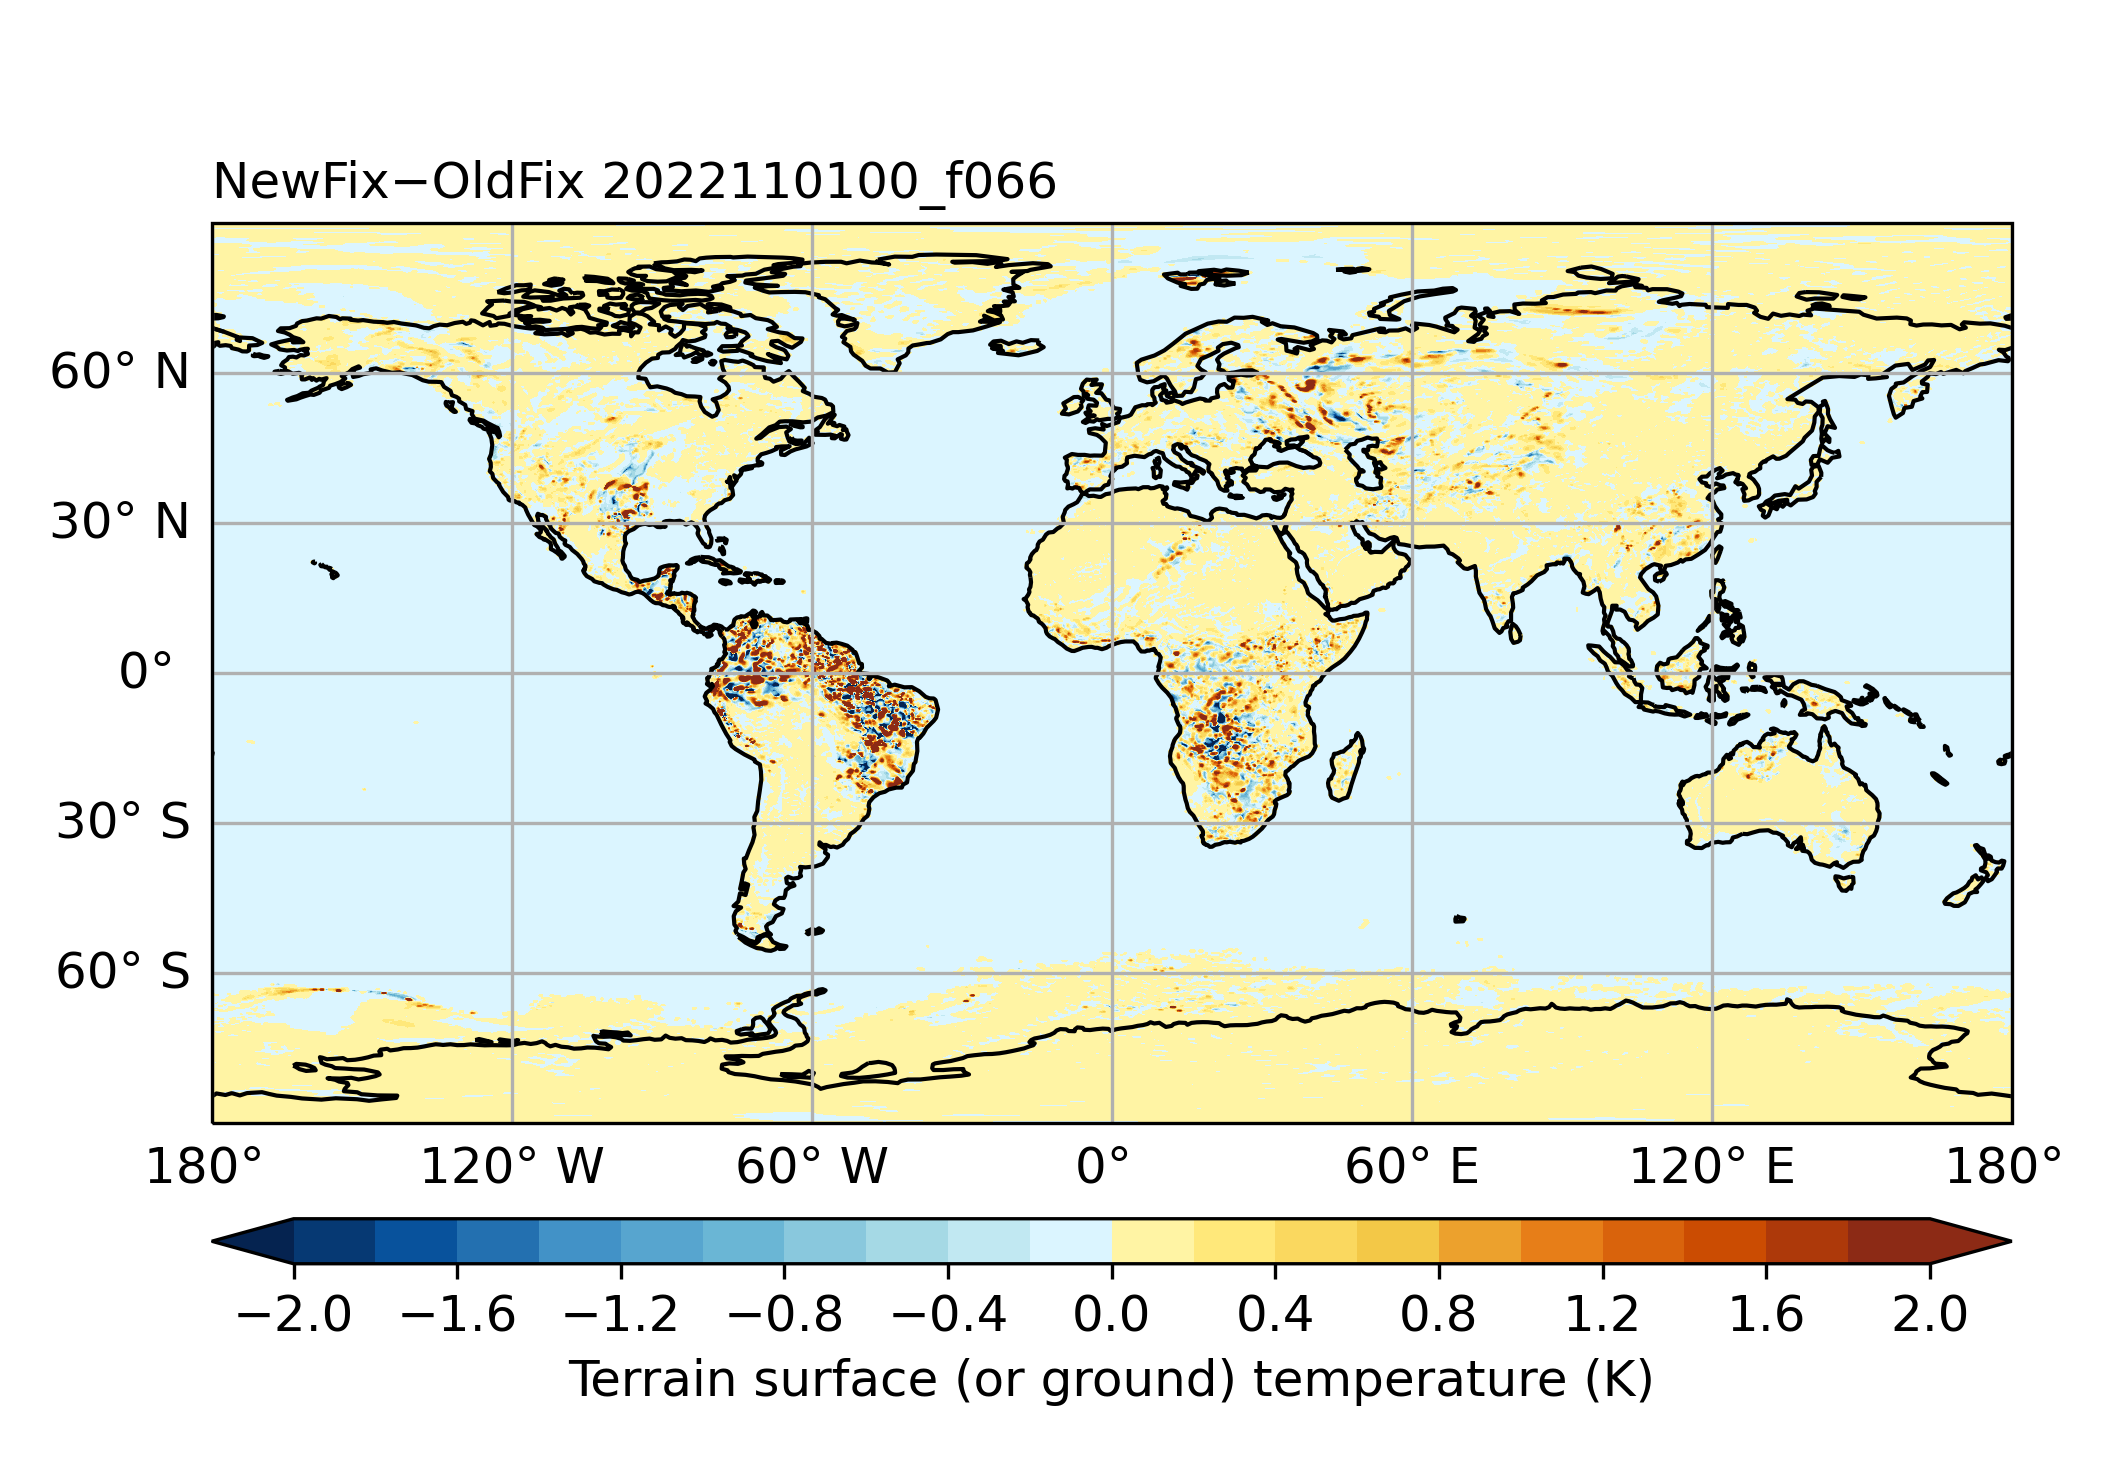 NewFix−OldFix 2022110100_f066
60° N
30° N
0°
30° S
60° S
180° 120° W 60° W 0° 60° E 120° E 180°
−2.0 −1.6 −1.2 −0.8 −0.4 0.0 0.4 0.8 1.2 1.6 2.0
Terrain surface (or ground) temperature (K)